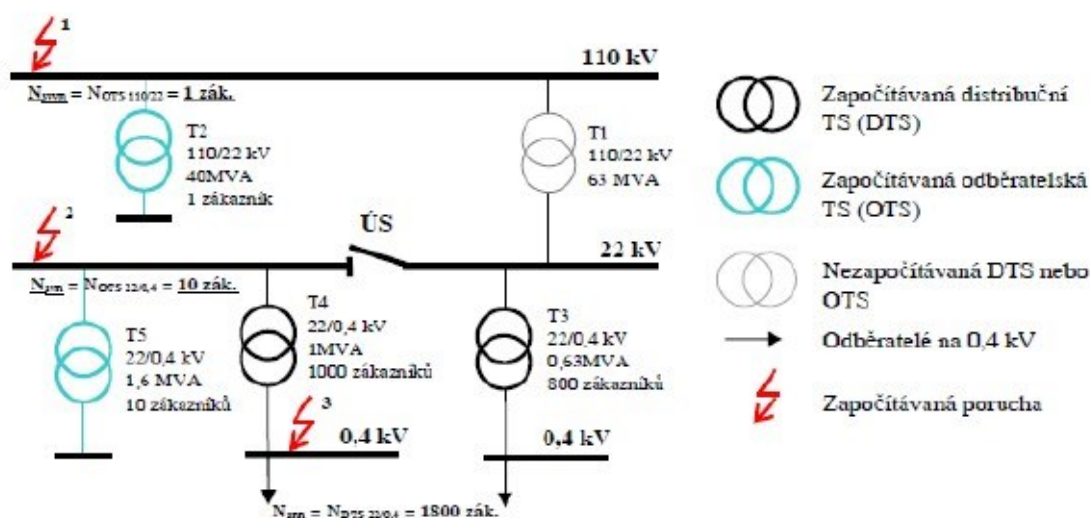 1
110 kV
N = NOTS 110/22 = 1 zák.
T2
110/22 kV
40MVA
1 zákazník
T1
110/22 kV
63 MVA
2
ÚS
22 kV
N = N 22/0,4 = 10 zák.
T5
22/0,4 kV
1,6 MVA
10 zákazníků
T4
22/0,4 kV
1MVA
1000 zákazníků
T3
22/0,4 kV
0,63MVA
800 zákazníků
3
0,4 kV
0,4 kV
N = NDTS 22/0,4 = 1800 zák.
Započítávaná distribuční
TS (DTS)
Započítávaná odběratelská
TS (OTS)
Nezapočítávaná DTS nebo
OTS
Odběratelé na 0,4 kV
Započítávaná porucha